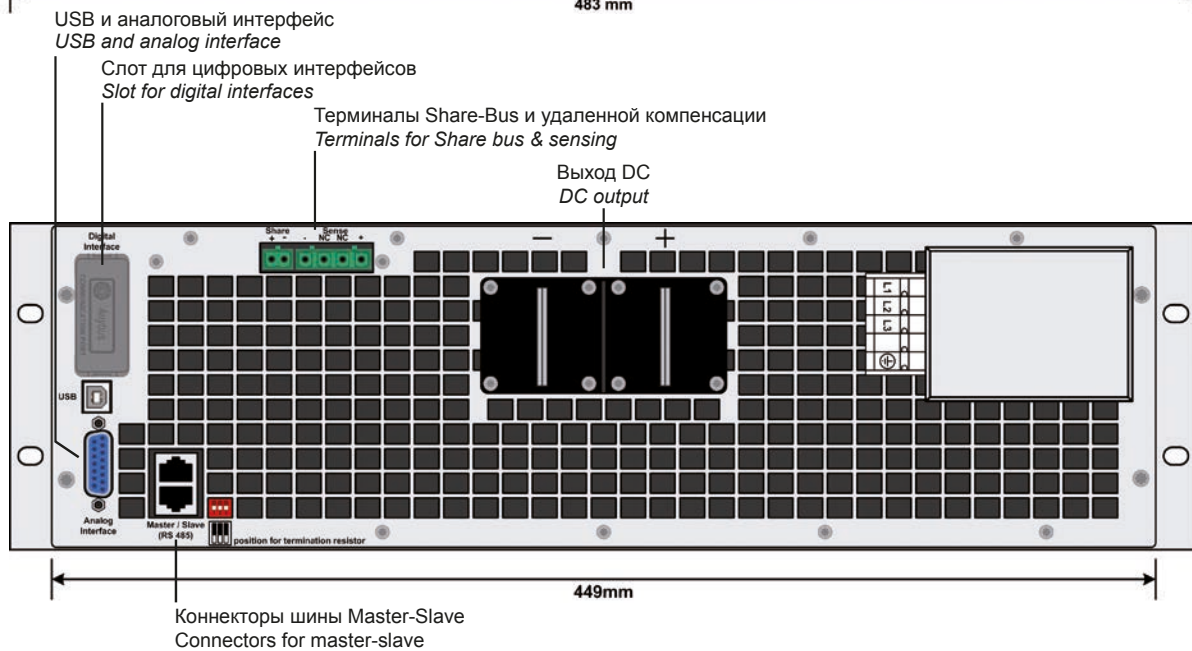 483 mm
USB и аналоговый интерфейс
USB and analog interface
Слот для цифровых интерфейсов
Slot for digital interfaces
Терминалы Share-Bus и удаленной компенсации
Terminals for Share bus & sensing
Выход DC
DC output
Digital
Interface
Share
+ -
Sense
- NC NC +
− +
Anybus
L1
L2
L3
USB
Analog
Interface
Master / Slave
(RS 485)
position for termination resistor
449mm
Коннекторы шины Master-Slave
Connectors for master-slave